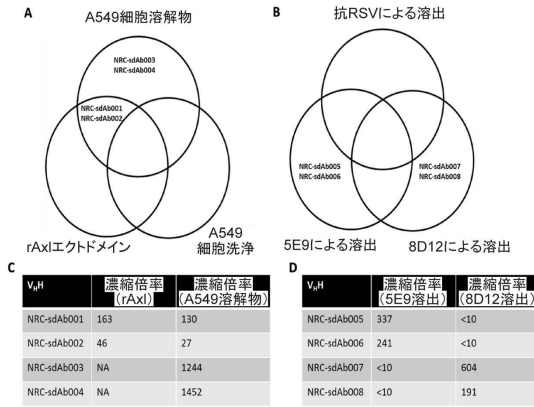 A
A549細胞溶解物
NRC-sdAb003
NRC-sdAb004
NRC-sdAb001
NRC-sdAb002
rAxlエクトドメイン
A549
細胞洗浄
B
抗RSVによる溶出
NRC-sdAb005
NRC-sdAb006
NRC-sdAb007
NRC-sdAb008
5E9による溶出
8D12による溶出
C
VHH 濃縮倍率 濃縮倍率
(rAxl) (A549溶解物)
NRC-sdAb001 163 130
NRC-sdAb002 46 27
NRC-sdAb003 NA 1244
NRC-sdAb004 NA 1452
D
VHH 濃縮倍率 濃縮倍率
(5E9溶出) (8D12溶出)
NRC-sdAb005 337 <10
NRC-sdAb006 241 <10
NRC-sdAb007 <10 604
NRC-sdAb008 <10 191